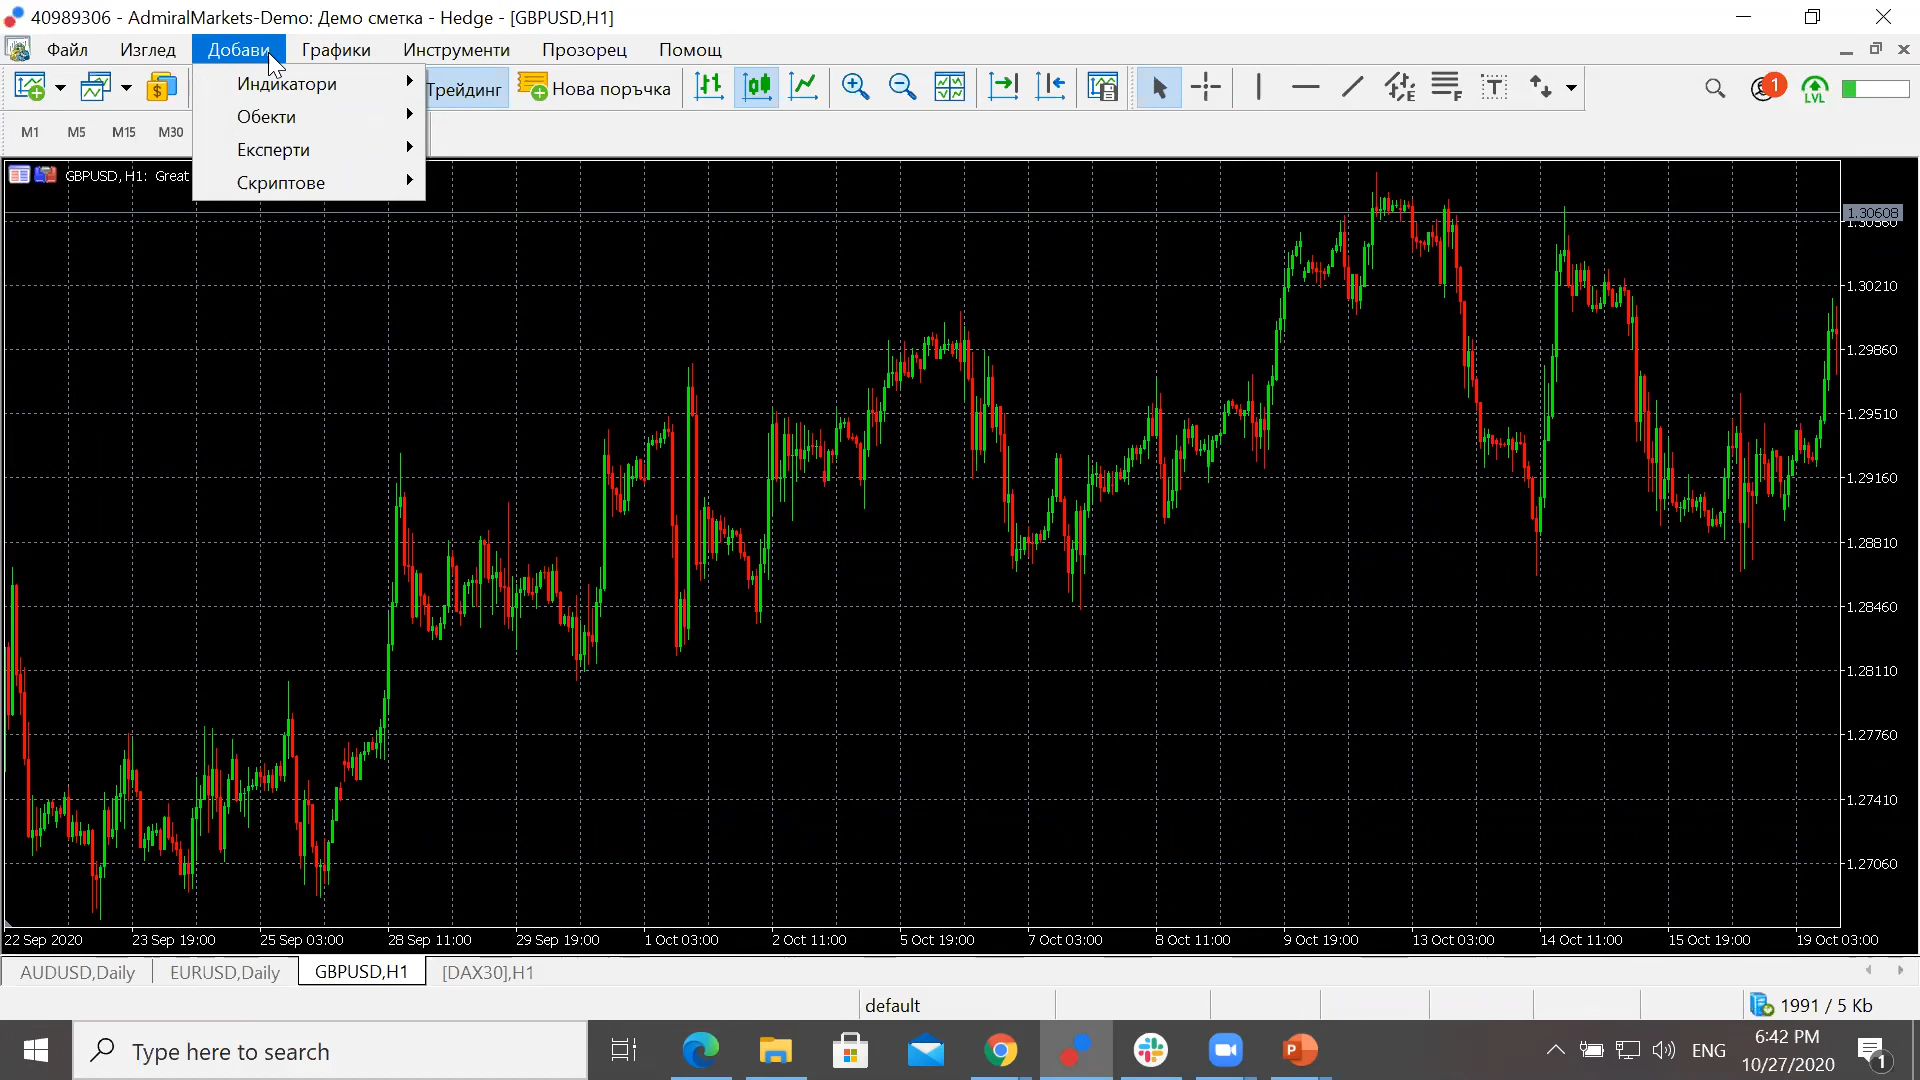 40989306 - AdmiralMarkets-Demo: Демо сметка - Hedge - [GBPUSD,H1]
Файл Изглед Добави Графики Инструменти Прозорец Помощ
Трейдинг Нова поръчка 1 LVL
Индикатори
Обекти
Експерти
Скриптове
M1 M5 M15 M30
GBPUSD, H1: Great
1.30608
1.30210
1.29860
1.29510
1.29160
1.28810
1.28460
1.28110
1.27760
1.27410
1.27060
22 Sep 2020 23 Sep 19:00 25 Sep 03:00 28 Sep 11:00 29 Sep 19:00 1 Oct 03:00 2 Oct 11:00 5 Oct 19:00 7 Oct 03:00 8 Oct 11:00 9 Oct 19:00 13 Oct 03:00 14 Oct 11:00 15 Oct 19:00 19 Oct 03:00
AUDUSD,Daily EURUSD,Daily GBPUSD,H1 [DAX30],H1
default 1991 / 5 Kb
Type here to search ENG
6:42 PM
10/27/2020
1